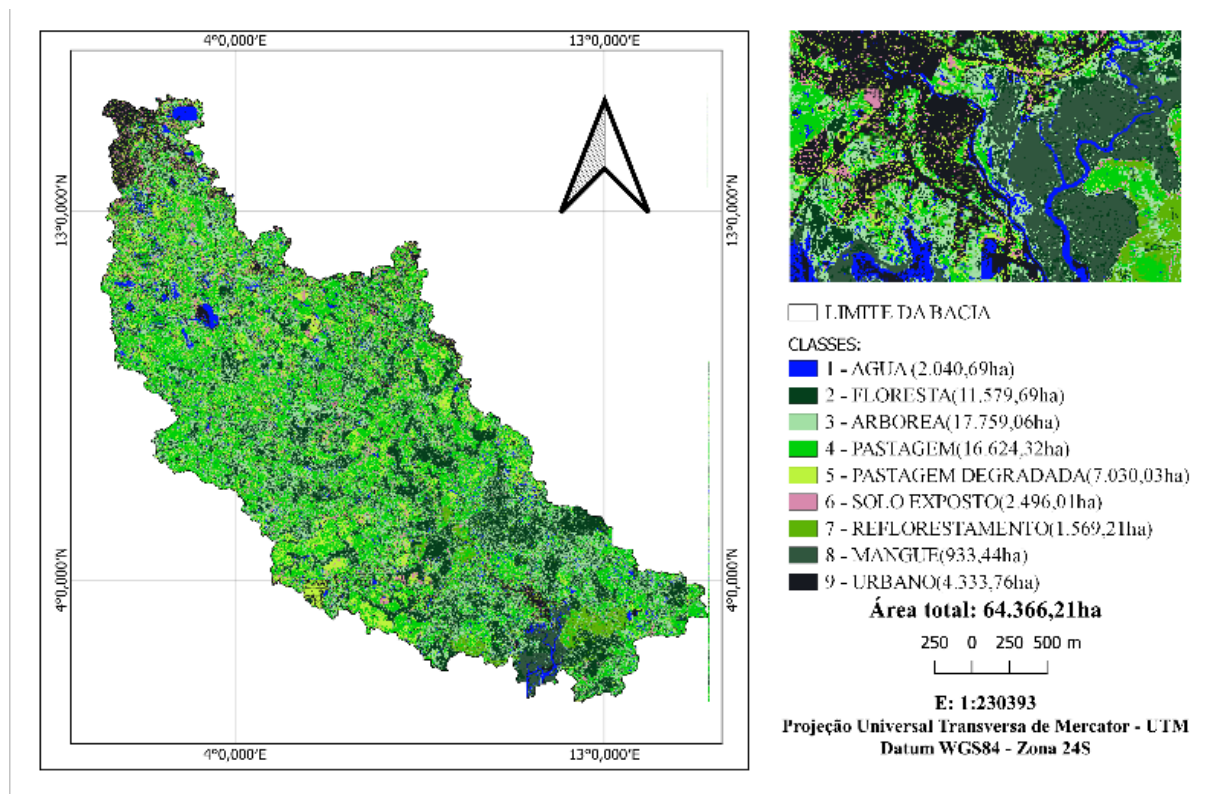 4°0,000'E 13°0,000'E
13°0,000'N 13°0,000'N
4°0,000'N 4°0,000'N
4°0,000'E 13°0,000'E
LIMITE DA BACIA
CLASSES:
1 - AGUA (2.040,69ha)
2 - FLORESTA(11.579,69ha)
3 - ARBOREA(17.759,06ha)
4 - PASTAGEM(16.624,32ha)
5 - PASTAGEM DEGRADADA(7.030,03ha)
6 - SOLO EXPOSTO(2.496,01ha)
7 - REFLORESTAMENTO(1.569,21ha)
8 - MANGUE(933,44ha)
9 - URBANO(4.333,76ha)
Área total: 64.366,21ha
250 0 250 500 m
E: 1:230393
Projeção Universal Transversa de Mercator - UTM
Datum WGS84 - Zona 24S